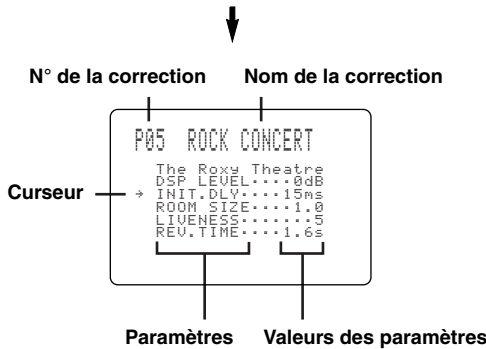 N° de la correction Nom de la correction
P05 ROCK CONCERT
The Roxy Theatre
DSP LEVEL····0dB
Curseur → INIT.DLY····15ms
ROOM SIZE····1.0
LIVENESS·······5
REV.TIME····1.6s
Paramètres Valeurs des paramètres